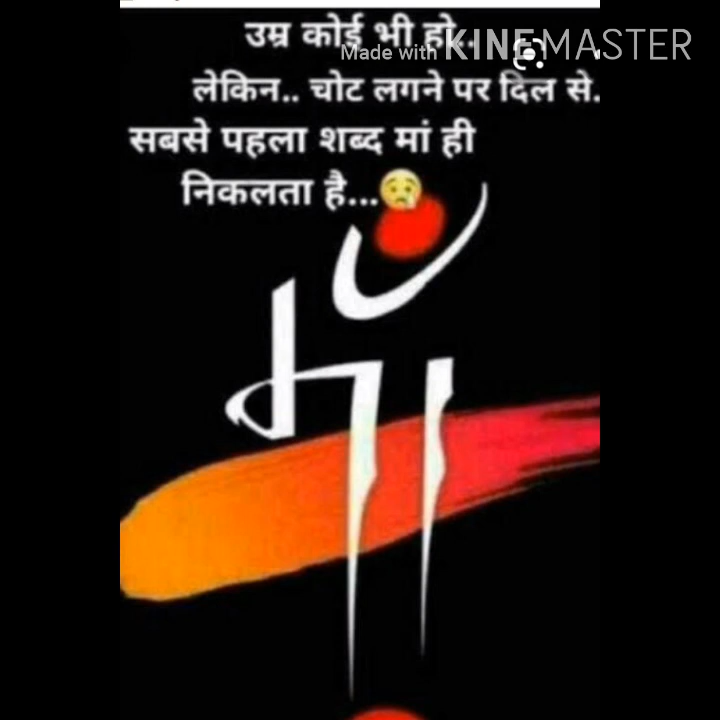 उम्र कोई भी हो..
Made with KINEMASTER
लेकिन.. चोट लगने पर दिल से.
सबसे पहला शब्द मां ही
निकलता है...😢
माँ